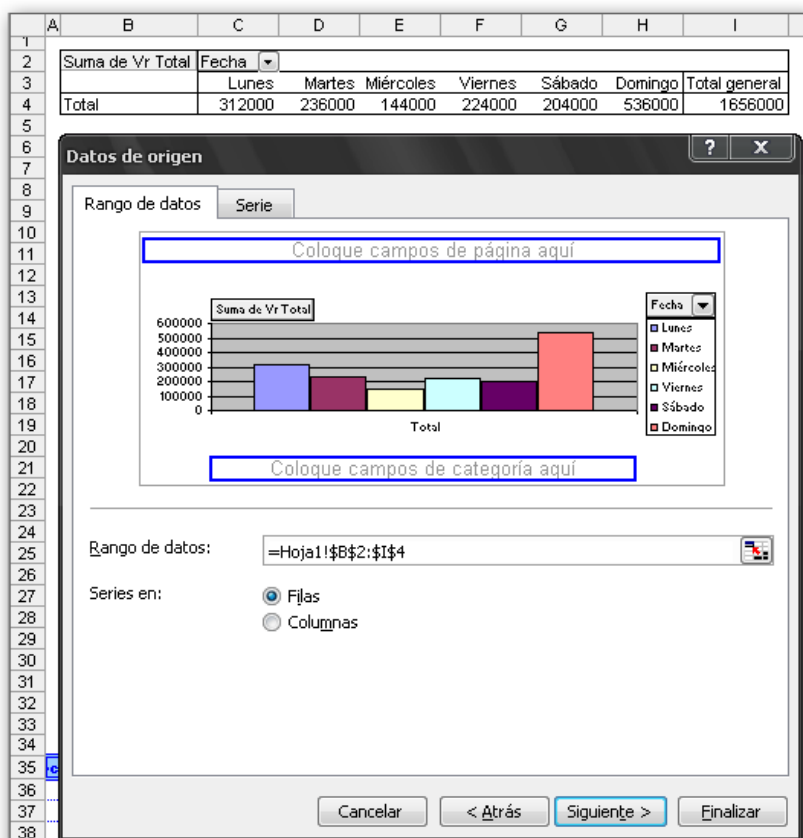 A B C D E F G H I
1
2 Suma de Vr Total Fecha
3 Lunes Martes Miércoles Viernes Sábado Domingo Total general
4 Total 312000 236000 144000 224000 204000 536000 1656000
5
6
7
8
9
10
11
12
13
14
15
16
17
18
19
20
21
22
23
24
25
26
27
28
29
30
31
32
33
34
35
36
37
38
Datos de origen ? X
Rango de datos Serie
Coloque campos de página aquí
Suma de Vr Total
600000
500000
400000
300000
200000
100000
0
Total
Fecha
Lunes
Martes
Miércoles
Viernes
Sábado
Domingo
Coloque campos de categoría aquí
Rango de datos: =Hoja1!$B$2:$I$4
Series en: Filas
Columnas
Cancelar < Atrás Siguiente > Finalizar